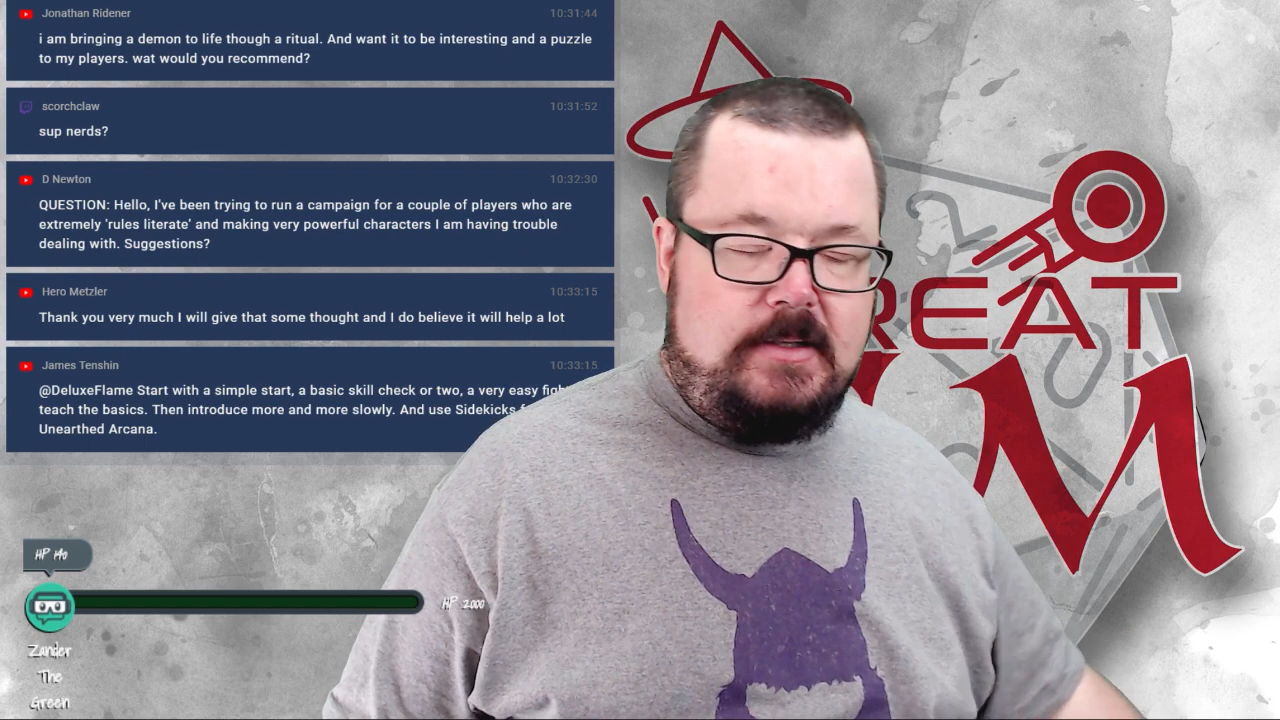 Jonathan Ridener 10:31:44
i am bringing a demon to life though a ritual. And want it to be interesting and a puzzle
to my players. wat would you recommend?
scorchclaw 10:31:52
sup nerds?
D Newton 10:32:30
QUESTION: Hello, I've been trying to run a campaign for a couple of players who are
extremely 'rules literate' and making very powerful characters I am having trouble
dealing with. Suggestions?
Hero Metzler 10:33:15
Thank you very much I will give that some thought and I do believe it will help a lot
James Tenshin 10:33:15
@DeluxeFlame Start with a simple start, a basic skill check or two, a very easy
teach the basics. Then introduce more and more slowly. And use Sidekicks
Unearthed Arcana.
REAT
M
HP 140
HP 2000
Zander
The
Green